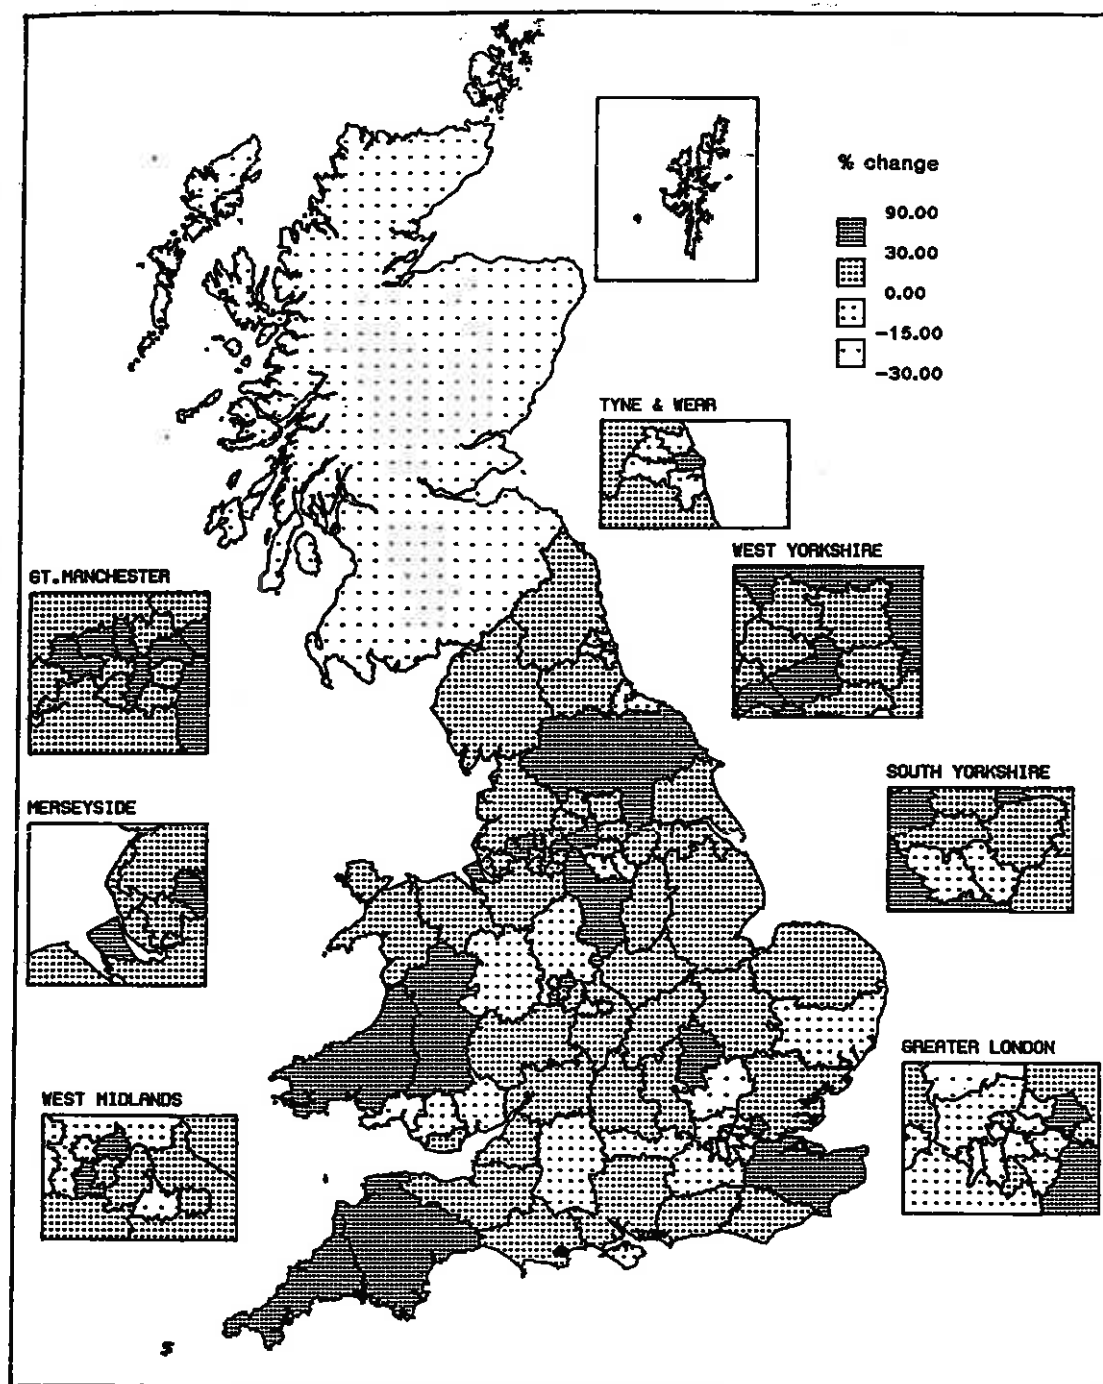 % change
90.00
30.00
0.00
-15.00
-30.00
TYNE & WEAR
WEST YORKSHIRE
GT.MANCHESTER
SOUTH YORKSHIRE
MERSEYSIDE
GREATER LONDON
WEST MIDLANDS